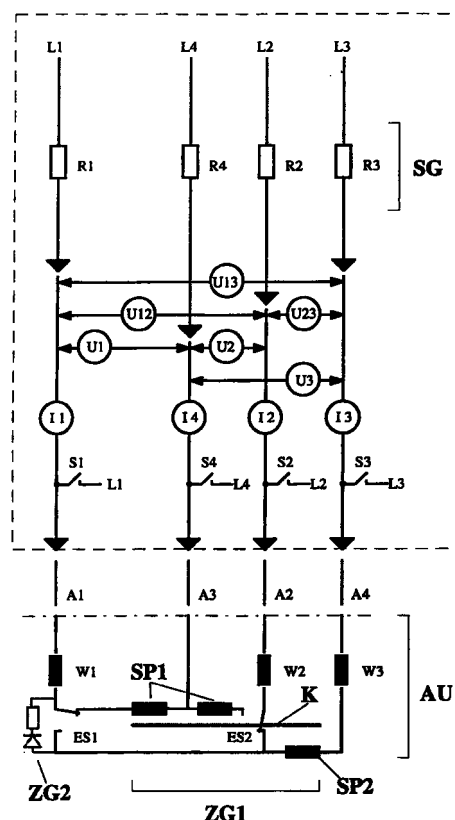 L1 L4 L2 L3
R1 R4 R2 R3 SG
U13
U12 U23
U1 U2
U3
I1 I4 I2 I3
S1 S4 S2 S3
L1 L4 L2 L3
A1 A3 A2 A4
W1 SP1 W2 W3
K AU
ES1 ES2
ZG2 SP2
ZG1